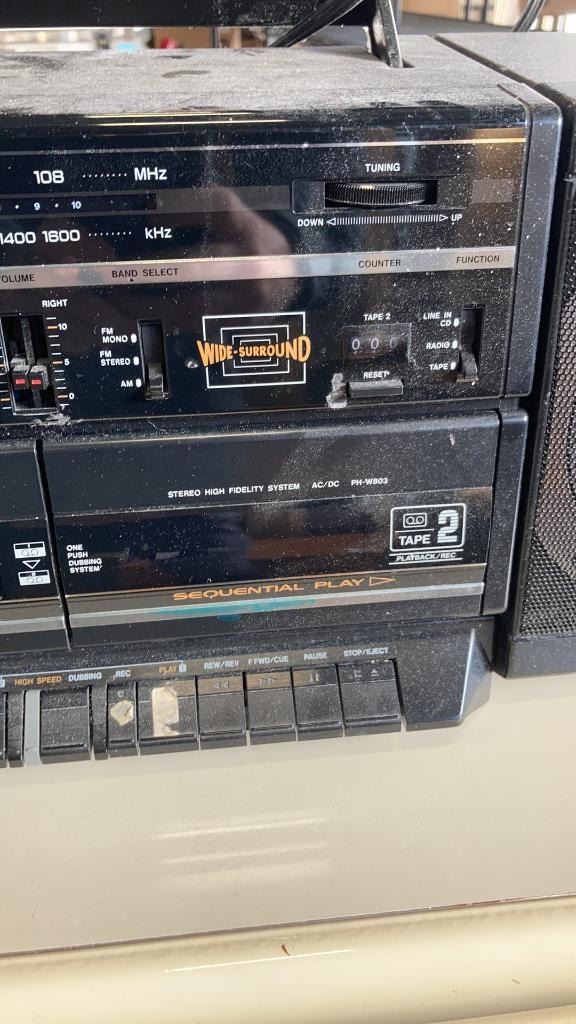 108 ········ MHz
· 9 · 10
1400 1600 ········ kHz
TUNING
DOWN UP
OLUME BAND SELECT COUNTER FUNCTION
RIGHT
10
5
0
FM
MONO
FM
STEREO
AM
WIDE-SURROUND
TAPE 2
0 0
RESET
LINE IN
CD
RADIO
TAPE
STEREO HIGH FIDELITY SYSTEM AC/DC PH-W803
ONE
PUSH
DUBBING
SYSTEM
TAPE 2
PLAYBACK/REC
SEQUENTIAL PLAY
HIGH SPEED DUBBING REC PLAY REW/REV F FWD/CUE PAUSE STOP/EJECT